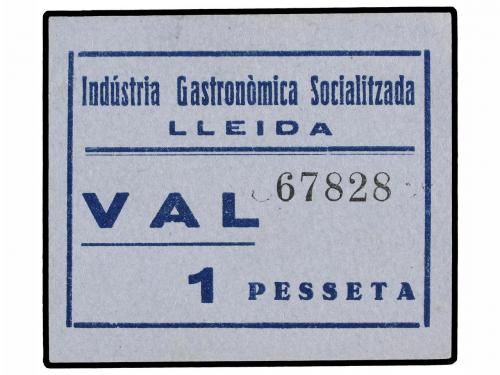 Indústria Gastronòmica Socialitzada
LLEIDA
67828
VAL
1 PESSETA